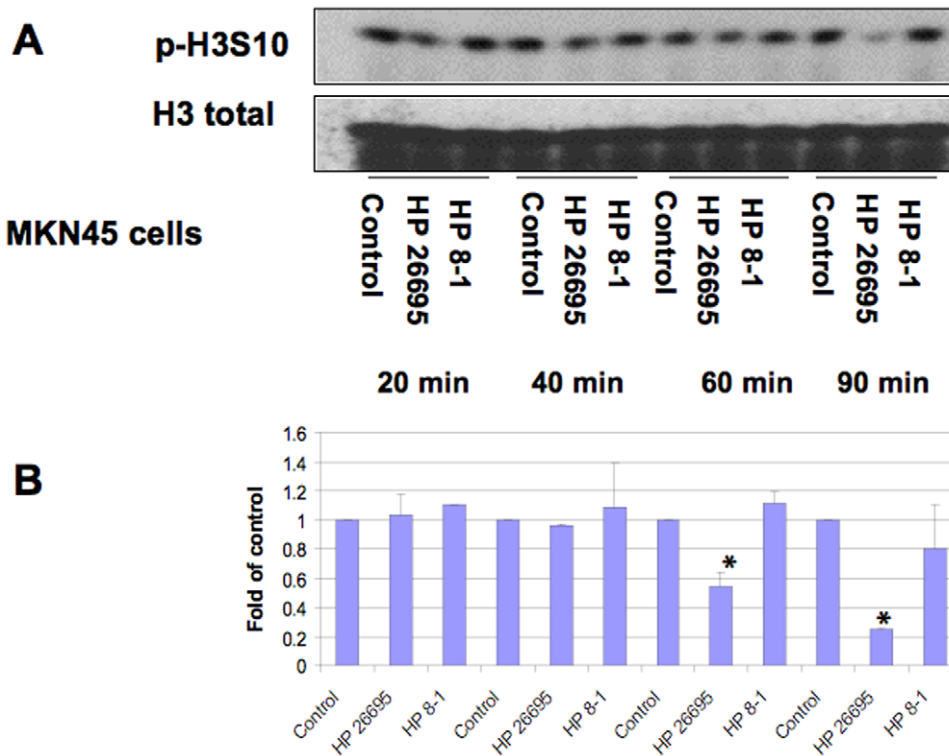 A
p-H3S10
H3 total
MKN45 cells
Control
HP 26695
HP 8-1
Control
HP 26695
HP 8-1
Control
HP 26695
HP 8-1
Control
HP 26695
HP 8-1
20 min
40 min
60 min
90 min
B
Fold of control
1.6
1.4
1.2
1
0.8
0.6
0.4
0.2
0
*
*
Control
HP 26695
HP 8-1
Control
HP 26695
HP 8-1
Control
HP 26695
HP 8-1
Control
HP 26695
HP 8-1